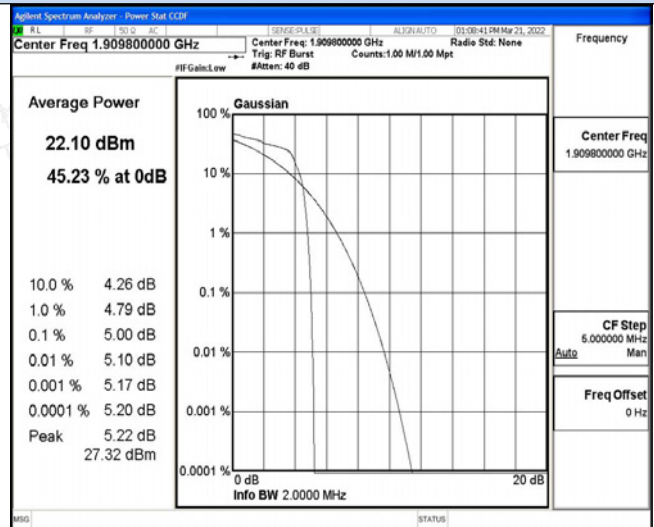 Agilent Spectrum Analyzer - Power Stat CCDF
RL RF 50 Ω AC SENSE:PULSE ALIGNAUTO 01:08:41 PM Mar 21, 2022
Center Freq 1.909800000 GHz
Center Freq: 1.909800000 GHz Radio Std: None
Trig: RF Burst Counts:1.00 M/1.00 Mpt
#IFGain:Low #Atten: 40 dB
Frequency
Average Power
22.10 dBm
45.23 % at 0dB
10.0 % 4.26 dB
1.0 % 4.79 dB
0.1 % 5.00 dB
0.01 % 5.10 dB
0.001 % 5.17 dB
0.0001 % 5.20 dB
Peak 5.22 dB
27.32 dBm
Gaussian
100 %
10 %
1 %
0.1 %
0.01 %
0.001 %
0.0001 %
0 dB 20 dB
Info BW 2.0000 MHz
Center Freq
1.909800000 GHz
CF Step
5.000000 MHz
Auto Man
Freq Offset
0 Hz
MSG STATUS